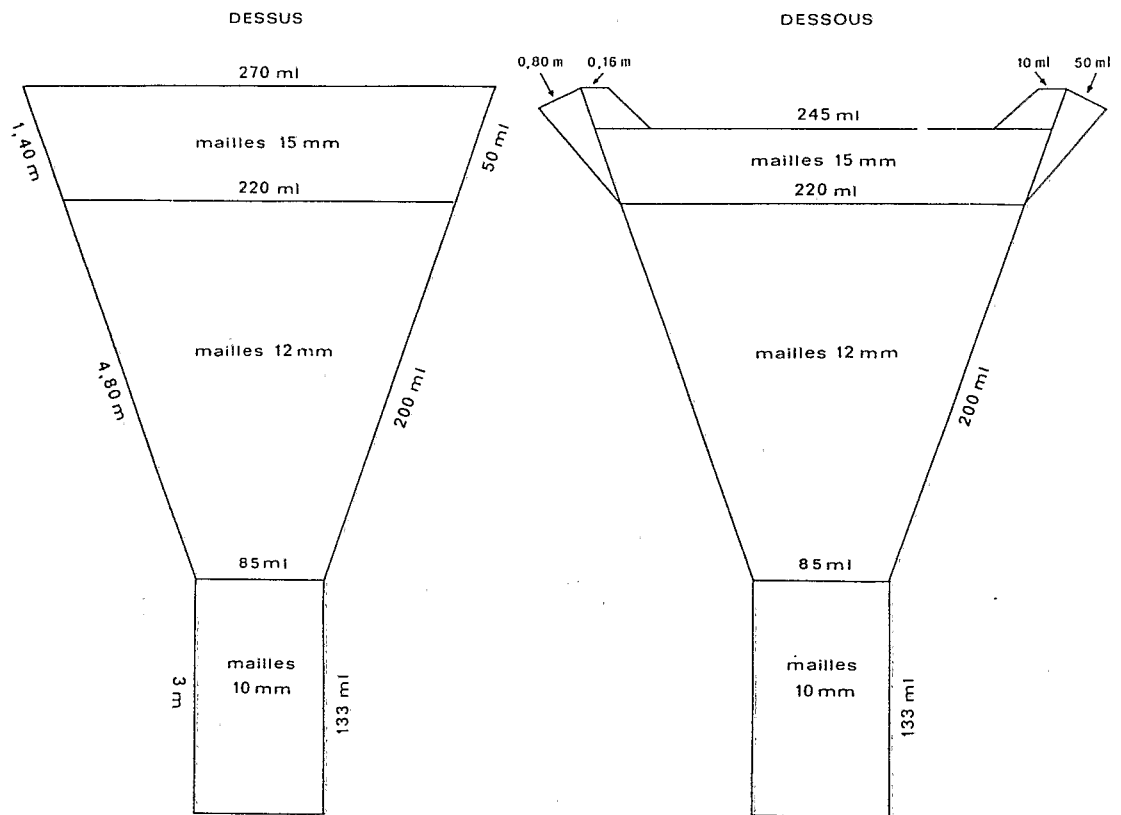 DESSUS
270 ml
1,40 m
mailles 15 mm
50 ml
220 ml
mailles 12 mm
4,80 m
200 ml
85 ml
mailles
10 mm
3 m
133 ml
DESSOUS
0,80 m
0,16 m
10 ml
50 ml
245 ml
mailles 15 mm
220 ml
mailles 12 mm
200 ml
85 ml
mailles
10 mm
133 ml